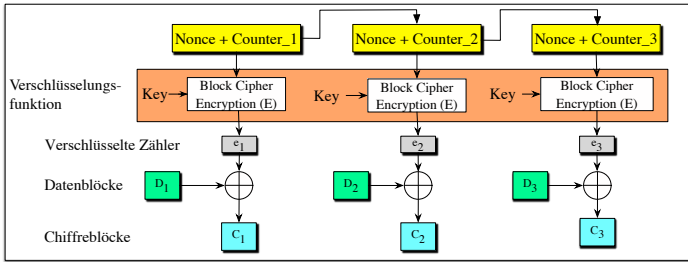 Nonce + Counter_1
Nonce + Counter_2
Nonce + Counter_3
Verschlüsselungs-
funktion
Key
Block Cipher
Encryption (E)
Key
Block Cipher
Encryption (E)
Key
Block Cipher
Encryption (E)
Verschlüsselte Zähler
e1
e2
e3
Datenblöcke
D1
D2
D3
Chiffreblöcke
C1
C2
C3